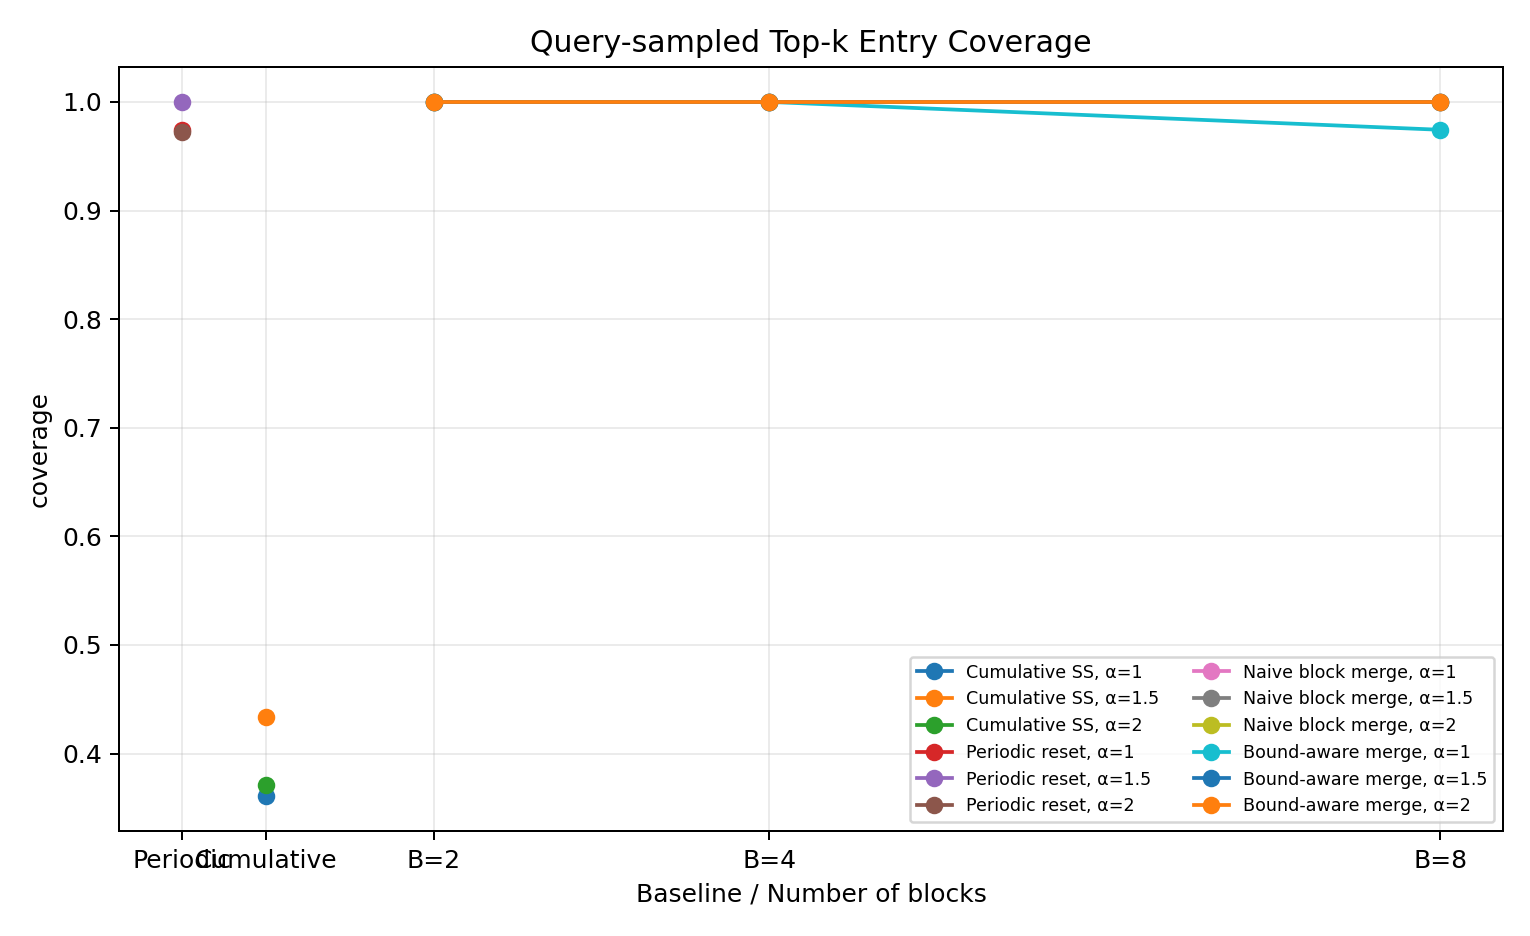 Query-sampled Top-k Entry Coverage
1.0
0.9
0.8
0.7
0.6
0.5
0.4
coverage
Cumulative SS, α=1
Cumulative SS, α=1.5
Cumulative SS, α=2
Periodic reset, α=1
Periodic reset, α=1.5
Periodic reset, α=2
Naive block merge, α=1
Naive block merge, α=1.5
Naive block merge, α=2
Bound-aware merge, α=1
Bound-aware merge, α=1.5
Bound-aware merge, α=2
Periodic
Cumulative
B=2
B=4
B=8
Baseline / Number of blocks